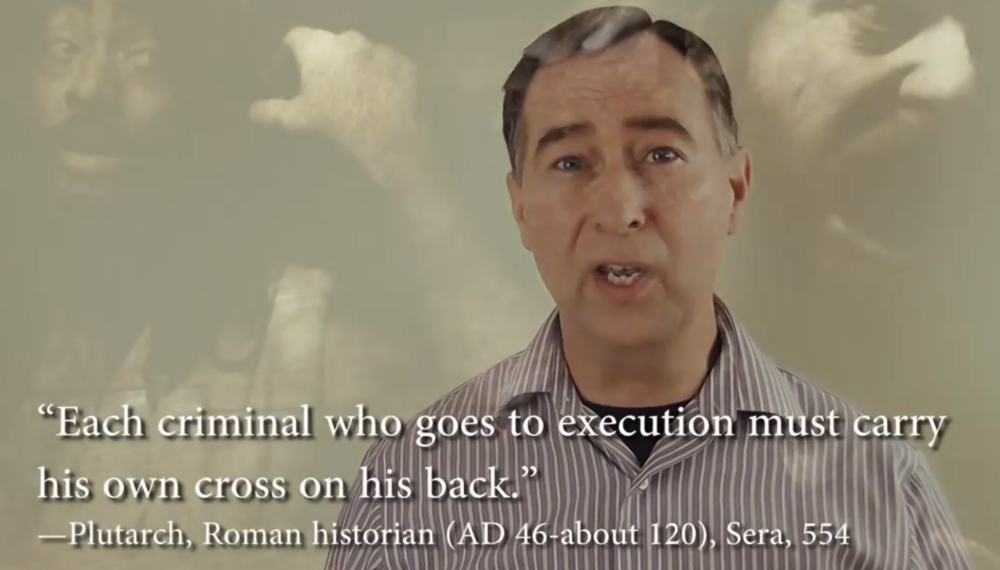 “Each criminal who goes to execution must carry
his own cross on his back.”
—Plutarch, Roman historian (AD 46-about 120), Sera, 554